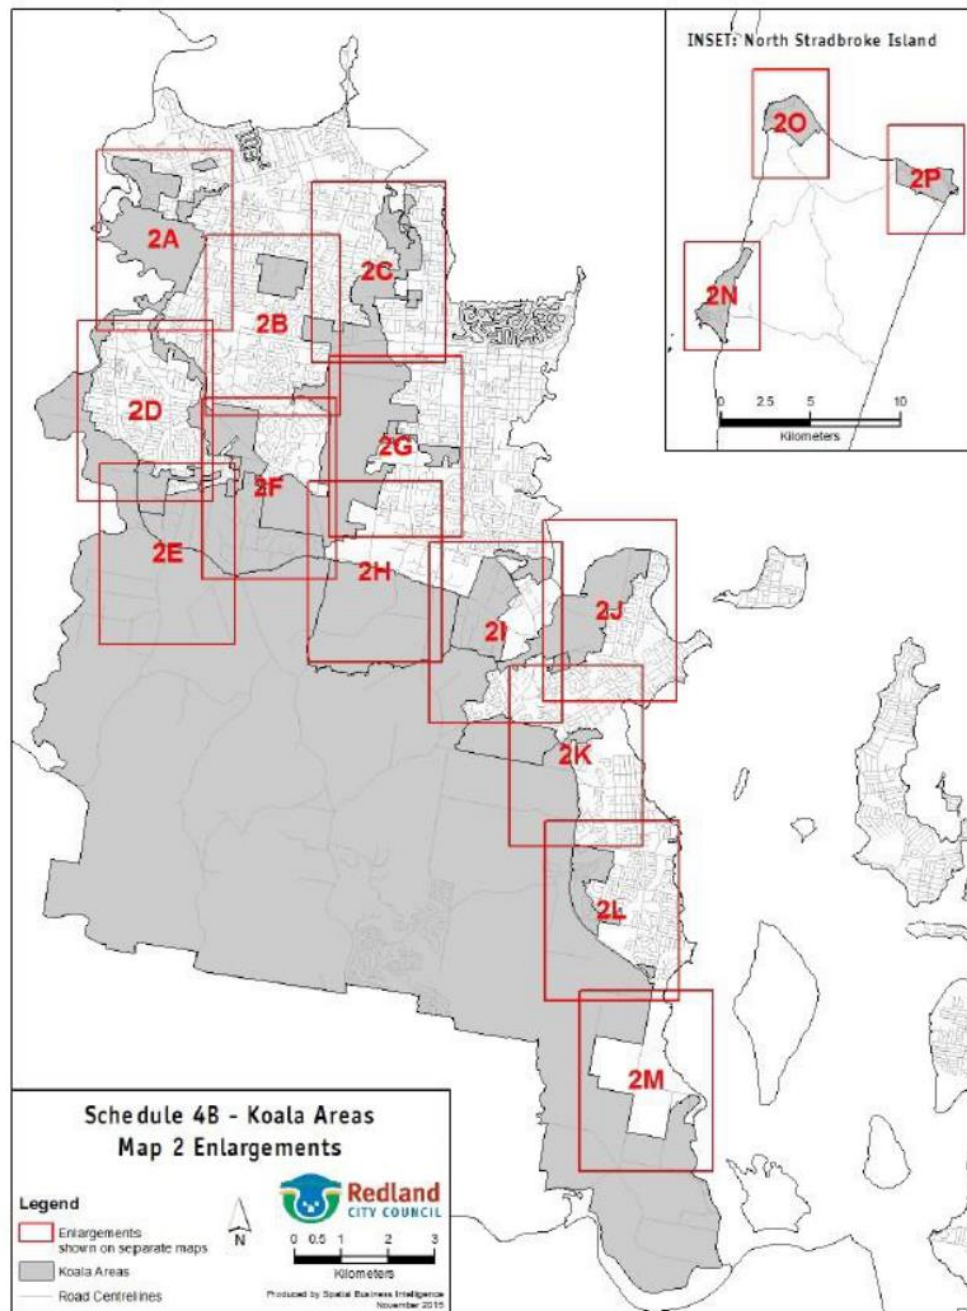 INSET: North Stradbroke Island
2O
2P
2N
0 2.5 5 10
Kilometers
2A
2C
2B
2D
2G
2F
2E
2H
2I
2J
2K
2L
2M
Schedule 4B - Koala Areas
Map 2 Enlargements
Legend
Enlargements
shown on separate maps
Koala Areas
Road Centrelines
N
Redland
CITY COUNCIL
0 0.5 1 2 3
Kilometers
Produced by Spatial Business Intelligence
November 2015